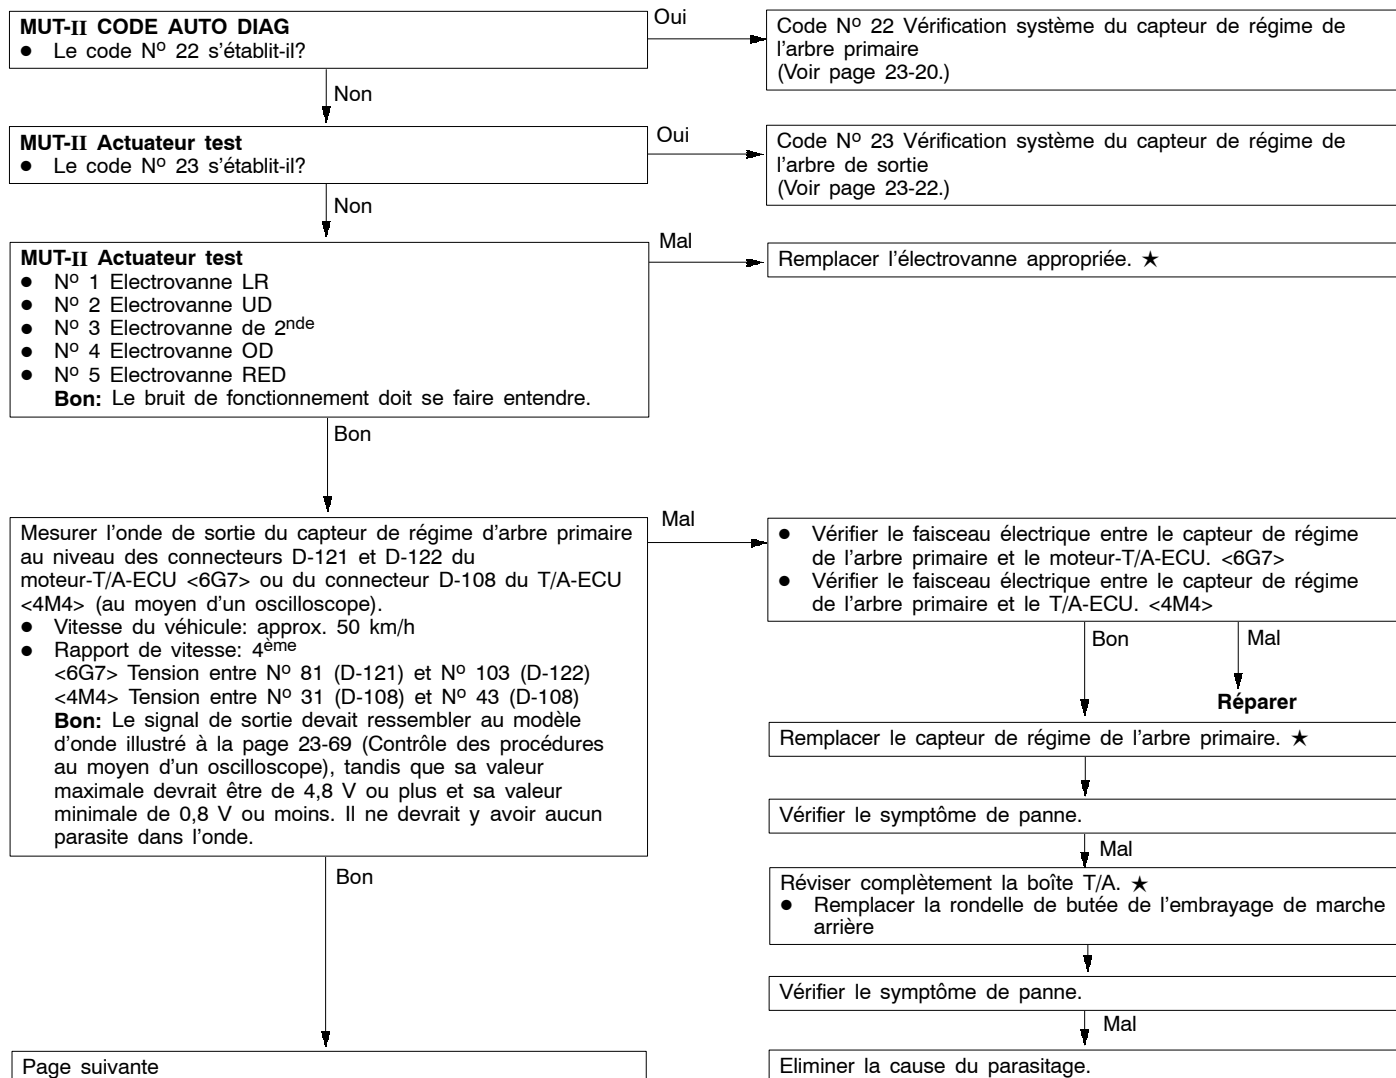 MUT-II CODE AUTO DIAG
● Le code Nº 22 s'établit-il?
Oui
Code Nº 22 Vérification système du capteur de régime de
l'arbre primaire
(Voir page 23-20.)
Non
MUT-II Actuateur test
● Le code Nº 23 s'établit-il?
Oui
Code Nº 23 Vérification système du capteur de régime de
l'arbre de sortie
(Voir page 23-22.)
Non
MUT-II Actuateur test
● Nº 1 Electrovanne LR
● Nº 2 Electrovanne UD
● Nº 3 Electrovanne de 2nde
● Nº 4 Electrovanne OD
● Nº 5 Electrovanne RED
Bon: Le bruit de fonctionnement doit se faire entendre.
Mal
Remplacer l'électrovanne appropriée. ★
Bon
Mesurer l'onde de sortie du capteur de régime d'arbre primaire
au niveau des connecteurs D-121 et D-122 du
moteur-T/A-ECU <6G7> ou du connecteur D-108 du T/A-ECU
<4M4> (au moyen d'un oscilloscope).
● Vitesse du véhicule: approx. 50 km/h
● Rapport de vitesse: 4ème
<6G7> Tension entre Nº 81 (D-121) et Nº 103 (D-122)
<4M4> Tension entre Nº 31 (D-108) et Nº 43 (D-108)
Bon: Le signal de sortie devait ressembler au modèle
d'onde illustré à la page 23-69 (Contrôle des procédures
au moyen d'un oscilloscope), tandis que sa valeur
maximale devrait être de 4,8 V ou plus et sa valeur
minimale de 0,8 V ou moins. Il ne devrait y avoir aucun
parasite dans l'onde.
Mal
● Vérifier le faisceau électrique entre le capteur de régime
de l'arbre primaire et le moteur-T/A-ECU. <6G7>
● Vérifier le faisceau électrique entre le capteur de régime
de l'arbre primaire et le T/A-ECU. <4M4>
Bon
Mal
Réparer
Remplacer le capteur de régime de l'arbre primaire. ★
Vérifier le symptôme de panne.
Mal
Réviser complètement la boîte T/A. ★
● Remplacer la rondelle de butée de l'embrayage de marche
arrière
Vérifier le symptôme de panne.
Mal
Eliminer la cause du parasitage.
Bon
Page suivante